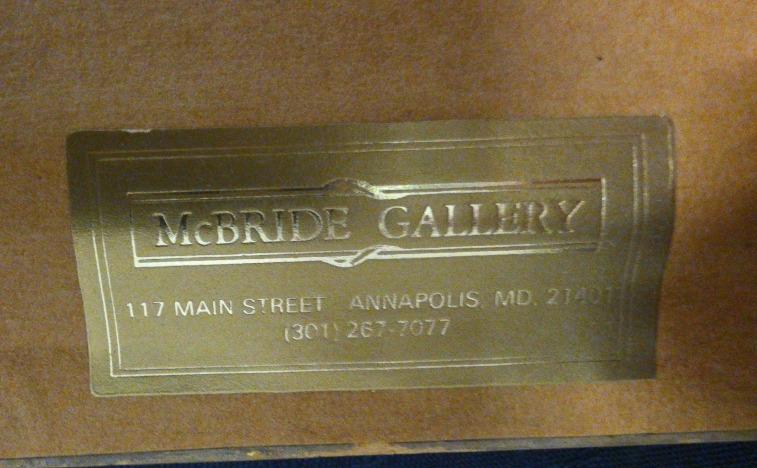 McBRIDE GALLERY
117 MAIN STREET ANNAPOLIS, MD. 21401
(301) 267-7077